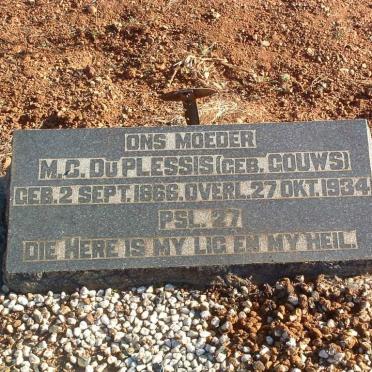 ONS MOEDER
M.C. DU PLESSIS (GEB. GOUWS)
GEB. 2 SEPT. 1866. OVERL. 27 OKT. 1934
PSL. 27
DIE HERE IS MY LIG EN MY HEIL.